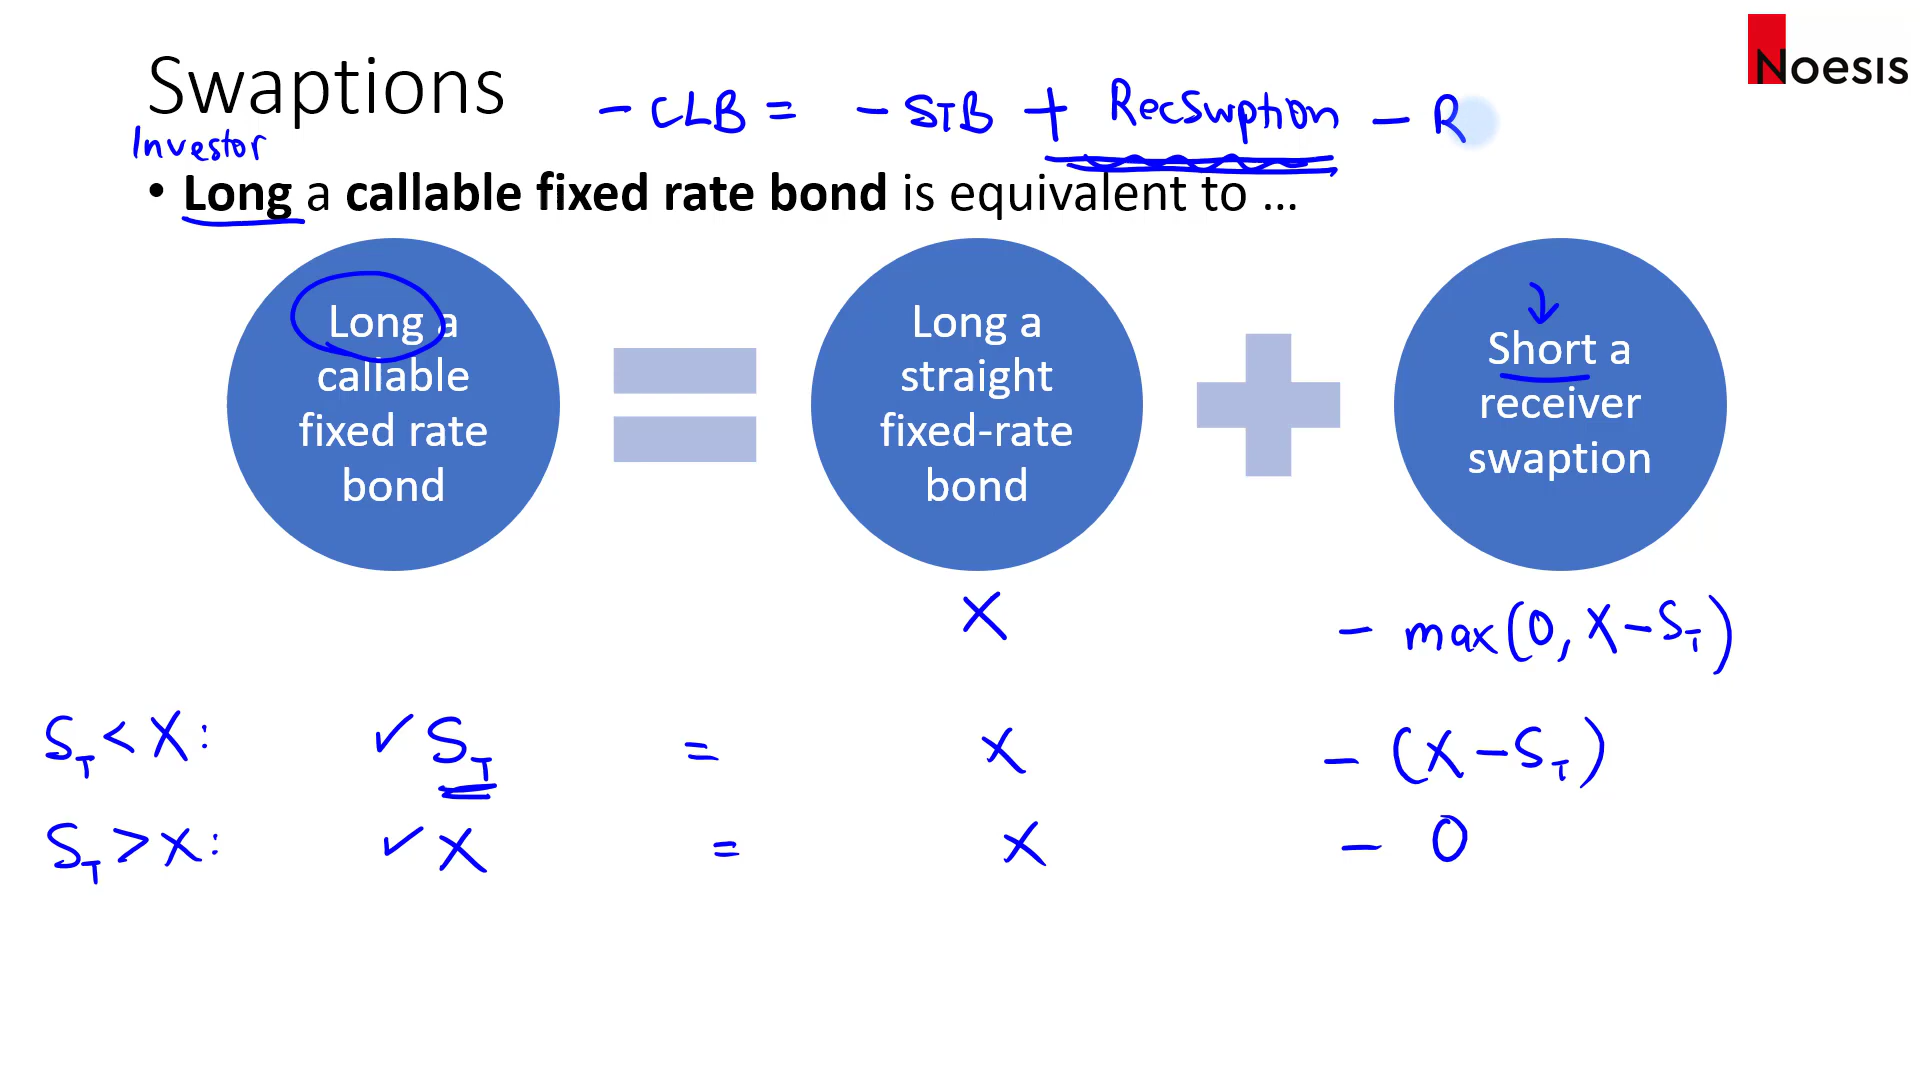 Noesis
Swaptions
- CLB = - STB + RecSwption - R
Investor
• Long a callable fixed rate bond is equivalent to ...
Long a
callable
fixed rate
bond
Long a
straight
fixed-rate
bond
Short a
receiver
swaption
X - max(0, X - S_T)
S_T < X: ✓ S_T = X - (X - S_T)
S_T > X: ✓ X = X - 0